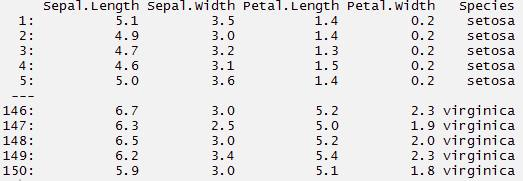 Sepal.Length Sepal.Width Petal.Length Petal.Width Species
1: 5.1 3.5 1.4 0.2 setosa
2: 4.9 3.0 1.4 0.2 setosa
3: 4.7 3.2 1.3 0.2 setosa
4: 4.6 3.1 1.5 0.2 setosa
5: 5.0 3.6 1.4 0.2 setosa
---
146: 6.7 3.0 5.2 2.3 virginica
147: 6.3 2.5 5.0 1.9 virginica
148: 6.5 3.0 5.2 2.0 virginica
149: 6.2 3.4 5.4 2.3 virginica
150: 5.9 3.0 5.1 1.8 virginica